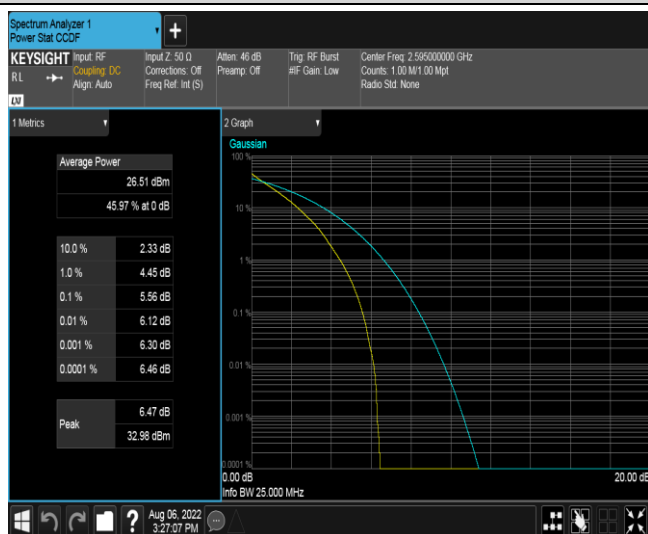 Spectrum Analyzer 1
Power Stat CCDF
+
KEYSIGHT
RL
LXI
Input: RF
Coupling: DC
Align: Auto
Input Z: 50 Ω
Corrections: Off
Freq Ref: Int (S)
Atten: 46 dB
Preamp: Off
Trig: RF Burst
#IF Gain: Low
Center Freq: 2.595000000 GHz
Counts: 1.00 M/1.00 Mpt
Radio Std: None
1 Metrics
Average Power
26.51 dBm
45.97 % at 0 dB
10.0 % 2.33 dB
1.0 % 4.45 dB
0.1 % 5.56 dB
0.01 % 6.12 dB
0.001 % 6.30 dB
0.0001 % 6.46 dB
Peak
6.47 dB
32.98 dBm
2 Graph
Gaussian
100 %
10 %
1 %
0.1 %
0.01 %
0.001 %
0.0001 %
0.00 dB 20.00 dB
Info BW 25.000 MHz
?
Aug 06, 2022
3:27:07 PM